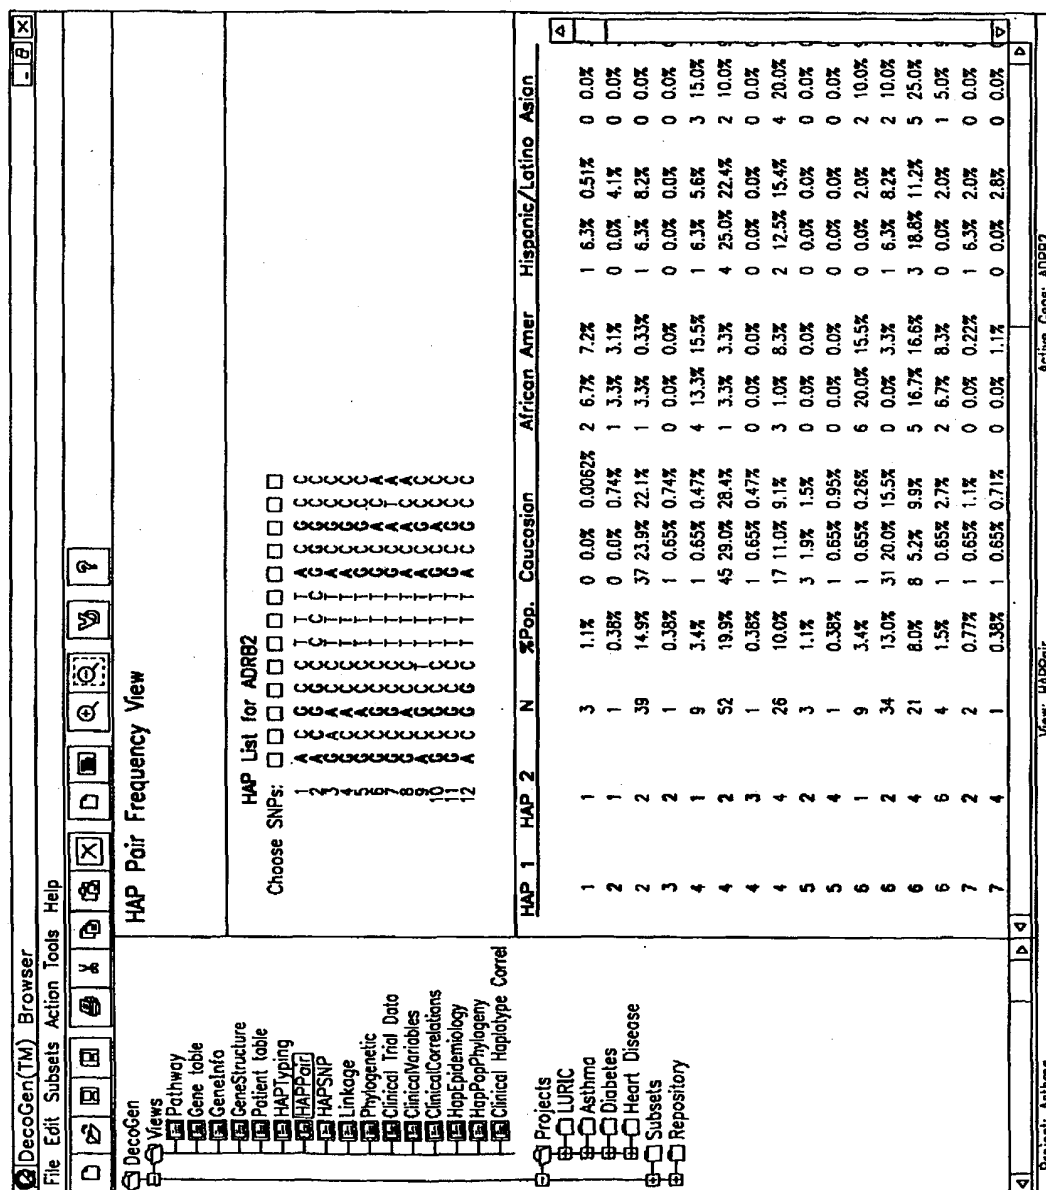 DecoGen(TM) Browser
File Edit Subsets Action Tools Help
DecoGen
Views
Pathway
Gene table
GeneInfo
GeneStructure
Patient table
HAPTyping
HAPPair
HAPSNP
Linkage
Phylogenetic
Clinical Trial Data
ClinicalVariables
ClinicalCorrelations
HapEpidemiology
HapPopPhylogeny
Clinical Haplotype Correl
Projects
LURIC
Asthma
Diabetes
Heart Disease
Subsets
Repository
HAP Pair Frequency View
HAP List for ADRB2
Choose SNPs:
1
2
3
4
5
6
7
8
9
10
11
12
HAP 1 HAP 2 N %Pop. Caucasian African Amer Hispanic/Latino Asian
1 1 3 1.1% 0 0.0% 0.0062% 2 6.7% 7.2% 1 6.3% 0.51% 0 0.0%
2 1 1 0.38% 0 0.0% 0.74% 1 3.3% 3.1% 0 0.0% 4.1% 0 0.0%
2 2 39 14.9% 37 23.9% 22.1% 1 3.3% 0.33% 1 6.3% 8.2% 0 0.0%
3 2 1 0.38% 1 0.65% 0.74% 0 0.0% 0.0% 0 0.0% 0.0% 0 0.0%
4 1 9 3.4% 1 0.65% 0.47% 4 13.3% 15.5% 1 6.3% 5.6% 3 15.0%
4 2 52 19.9% 45 29.0% 28.4% 1 3.3% 3.3% 4 25.0% 22.4% 2 10.0%
4 3 1 0.38% 1 0.65% 0.47% 0 0.0% 0.0% 0 0.0% 0.0% 0 0.0%
4 4 26 10.0% 17 11.0% 9.1% 3 1.0% 8.3% 2 12.5% 15.4% 4 20.0%
5 2 3 1.1% 3 1.9% 1.5% 0 0.0% 0.0% 0 0.0% 0.0% 0 0.0%
5 4 1 0.38% 1 0.65% 0.95% 0 0.0% 0.0% 0 0.0% 0.0% 0 0.0%
6 1 9 3.4% 1 0.65% 0.26% 6 20.0% 15.5% 0 0.0% 2.0% 2 10.0%
6 2 34 13.0% 31 20.0% 15.5% 0 0.0% 3.3% 1 6.3% 8.2% 2 10.0%
6 4 21 8.0% 8 5.2% 9.9% 5 16.7% 16.6% 3 18.8% 11.2% 5 25.0%
6 6 4 1.5% 1 0.65% 2.7% 2 6.7% 8.3% 0 0.0% 2.0% 1 5.0%
7 2 2 0.77% 1 0.65% 1.1% 0 0.0% 0.22% 1 6.3% 2.0% 0 0.0%
7 4 1 0.38% 1 0.65% 0.71% 0 0.0% 1.1% 0 0.0% 2.8% 0 0.0%
Project: Asthma View: HAPPair Active Gene: ADRB2